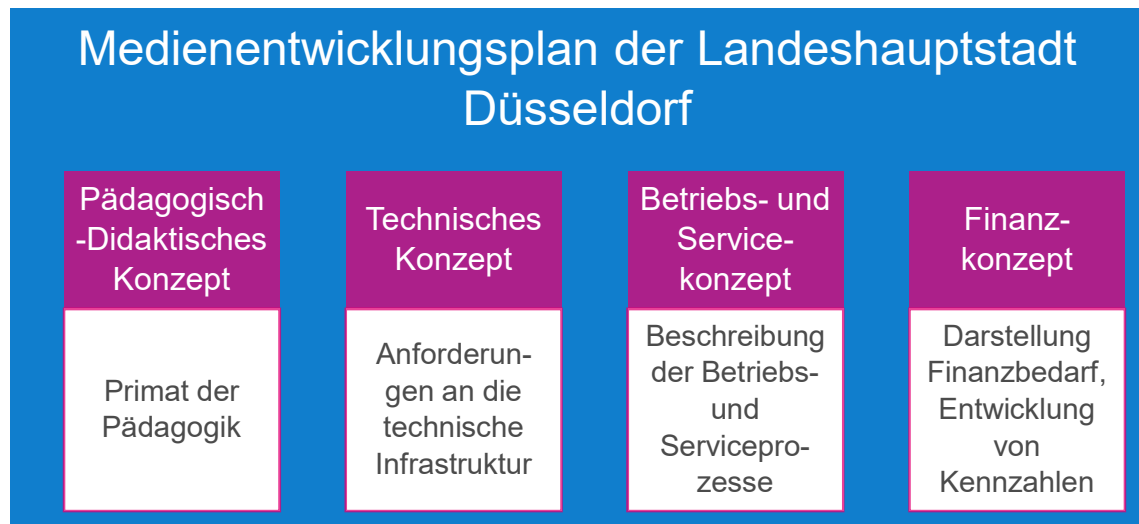 Medienentwicklungsplan der Landeshauptstadt
Düsseldorf
Pädagogisch
-Didaktisches
Konzept
Primat der
Pädagogik
Technisches
Konzept
Anforderun-
gen an die
technische
Infrastruktur
Betriebs- und
Service-
konzept
Beschreibung
der Betriebs-
und
Servicepro-
zesse
Finanz-
konzept
Darstellung
Finanzbedarf,
Entwicklung
von
Kennzahlen